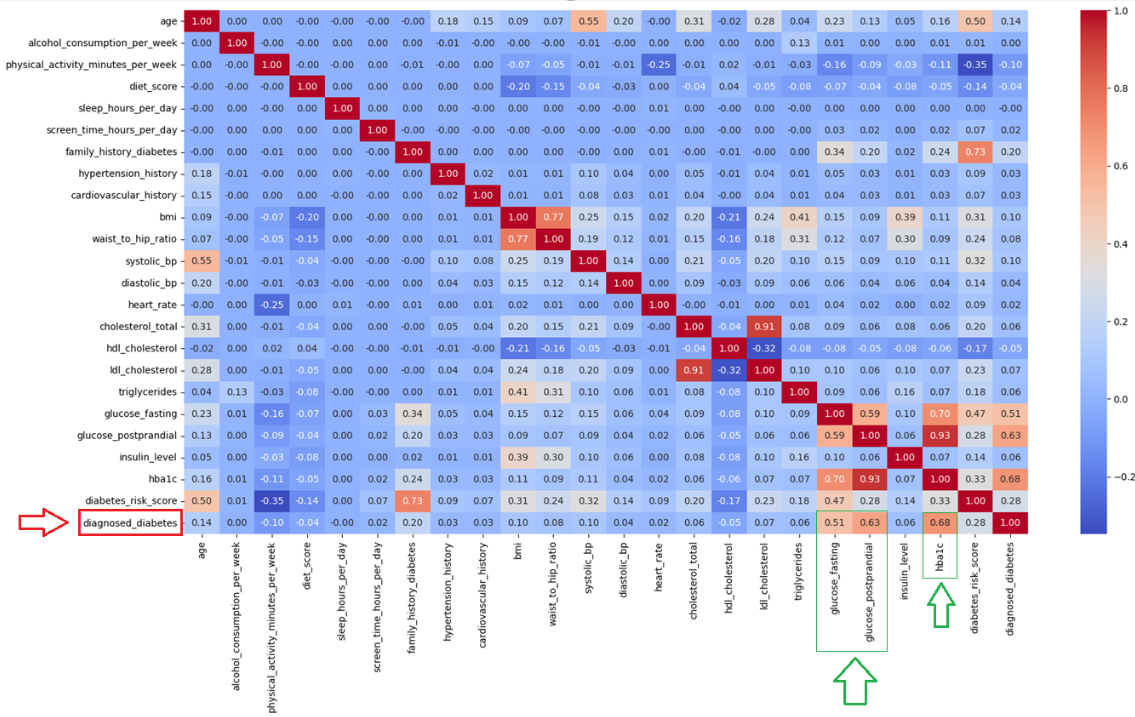 age 1.00 0.00 0.00 0.00 0.00 0.00 0.00 0.18 0.15 0.09 0.07 0.55 0.20 -0.00 0.31 -0.02 0.28 0.04 0.23 0.13 0.05 0.16 0.50 0.14
alcohol_consumption_per_week 0.00 1.00 -0.00 -0.00 0.00 -0.00 0.00 -0.01 -0.00 -0.00 -0.00 -0.01 -0.00 0.00 0.00 0.00 0.00 0.13 0.01 0.00 0.00 0.01 0.01 0.00
physical_activity_minutes_per_week 0.00 -0.00 1.00 -0.00 -0.00 0.00 -0.01 -0.00 -0.00 -0.07 -0.05 -0.01 -0.01 -0.25 -0.01 0.02 -0.01 -0.03 -0.16 -0.09 -0.03 -0.11 -0.35 -0.10
diet_score 0.00 -0.00 -0.00 1.00 0.00 -0.00 0.00 0.00 0.00 -0.20 -0.15 -0.04 -0.03 0.00 -0.04 0.04 -0.05 -0.08 -0.07 -0.04 -0.08 -0.05 -0.14 -0.04
sleep_hours_per_day 0.00 0.00 -0.00 0.00 1.00 0.00 -0.00 0.00 0.00 -0.00 -0.00 -0.00 0.00 0.01 0.00 -0.00 0.00 -0.00 0.00 0.00 0.00 0.00 -0.00 -0.00
screen_time_hours_per_day -0.00 -0.00 0.00 -0.00 0.00 1.00 -0.00 -0.00 -0.00 0.00 0.00 -0.00 -0.00 -0.00 0.00 -0.00 0.00 0.00 0.03 0.02 0.00 0.02 0.07 0.02
family_history_diabetes -0.00 0.00 -0.01 0.00 -0.00 -0.00 1.00 -0.00 0.00 0.00 0.00 0.00 -0.00 0.00 -0.00 -0.01 -0.00 0.00 0.34 0.20 0.00 0.24 0.73 0.20
hypertension_history 0.18 -0.01 -0.00 0.00 0.00 -0.00 -0.00 1.00 0.02 0.01 0.01 0.10 0.04 0.00 0.05 -0.01 0.04 0.01 0.05 0.03 0.01 0.03 0.09 0.03
cardiovascular_history 0.15 -0.00 -0.00 0.00 0.00 -0.00 0.00 0.02 1.00 0.01 0.01 0.08 0.03 0.01 0.04 -0.00 0.04 0.01 0.04 0.03 0.01 0.03 0.07 0.03
bmi 0.09 -0.00 -0.07 -0.20 -0.00 0.00 0.00 0.01 0.01 1.00 0.77 0.25 0.15 0.02 0.20 -0.21 0.24 0.41 0.15 0.09 0.39 0.11 0.31 0.10
waist_to_hip_ratio 0.07 -0.00 -0.05 -0.15 -0.00 0.00 0.00 0.01 0.01 0.77 1.00 0.19 0.12 0.01 0.15 -0.16 0.18 0.31 0.12 0.07 0.30 0.09 0.24 0.08
systolic_bp 0.55 -0.01 -0.01 -0.04 -0.00 -0.00 0.00 0.10 0.08 0.25 0.19 1.00 0.14 0.00 0.21 -0.05 0.20 0.10 0.15 0.09 0.10 0.11 0.32 0.10
diastolic_bp 0.20 -0.00 -0.01 -0.03 0.00 -0.00 -0.00 0.04 0.03 0.15 0.12 0.14 1.00 0.00 0.09 -0.03 0.09 0.06 0.06 0.04 0.06 0.04 0.14 0.04
heart_rate -0.00 0.00 -0.25 0.00 0.01 -0.00 0.00 0.00 0.01 0.02 0.01 0.00 0.00 1.00 -0.00 -0.01 0.00 0.01 0.04 0.02 0.00 0.02 0.09 0.02
cholesterol_total 0.31 0.00 -0.01 -0.04 0.00 0.00 -0.00 0.05 0.04 0.20 0.15 0.21 0.09 -0.00 1.00 -0.04 0.91 0.08 0.09 0.06 0.08 0.06 0.20 0.06
hdl_cholesterol -0.02 0.00 0.02 0.04 -0.00 -0.00 -0.01 -0.01 -0.00 -0.21 -0.16 -0.05 -0.03 -0.01 -0.04 1.00 -0.32 -0.08 -0.08 -0.05 -0.08 -0.06 -0.17 -0.05
ldl_cholesterol 0.28 0.00 -0.01 -0.05 0.00 0.00 -0.00 0.04 0.04 0.24 0.18 0.20 0.09 0.00 0.91 -0.32 1.00 0.10 0.10 0.06 0.10 0.07 0.23 0.07
triglycerides 0.04 0.13 -0.03 -0.08 -0.00 0.00 0.00 0.01 0.01 0.41 0.31 0.10 0.06 0.01 0.08 -0.08 0.10 1.00 0.09 0.06 0.16 0.07 0.18 0.06
glucose_fasting 0.23 0.01 -0.16 -0.07 0.00 0.03 0.34 0.05 0.04 0.15 0.12 0.15 0.06 0.04 0.09 -0.08 0.10 0.09 1.00 0.59 0.10 0.70 0.47 0.51
glucose_postprandial 0.13 0.00 -0.09 -0.04 0.00 0.02 0.20 0.03 0.03 0.09 0.07 0.09 0.04 0.02 0.06 -0.05 0.06 0.06 0.59 1.00 0.06 0.93 0.28 0.63
insulin_level 0.05 0.00 -0.03 -0.08 0.00 0.00 0.00 0.01 0.01 0.39 0.30 0.10 0.06 0.00 0.08 -0.08 0.10 0.16 0.10 0.06 1.00 0.07 0.14 0.06
hba1c 0.16 0.01 -0.11 -0.05 0.00 0.02 0.24 0.03 0.03 0.11 0.09 0.11 0.04 0.02 0.06 -0.06 0.07 0.07 0.70 0.93 0.07 1.00 0.33 0.68
diabetes_risk_score 0.50 0.01 -0.35 -0.14 -0.00 0.07 0.73 0.09 0.07 0.31 0.24 0.32 0.14 0.09 0.20 -0.17 0.23 0.18 0.47 0.28 0.14 0.33 1.00 0.28
diagnosed_diabetes 0.14 0.00 -0.10 -0.04 -0.00 0.02 0.20 0.03 0.03 0.10 0.08 0.10 0.04 0.02 0.06 -0.05 0.07 0.06 0.51 0.63 0.06 0.68 0.28 1.00
age
alcohol_consumption_per_week
physical_activity_minutes_per_week
diet_score
sleep_hours_per_day
screen_time_hours_per_day
family_history_diabetes
hypertension_history
cardiovascular_history
bmi
waist_to_hip_ratio
systolic_bp
diastolic_bp
heart_rate
cholesterol_total
hdl_cholesterol
ldl_cholesterol
triglycerides
glucose_fasting
glucose_postprandial
insulin_level
hba1c
diabetes_risk_score
diagnosed_diabetes
1.0
0.8
0.6
0.4
0.2
0.0
−0.2